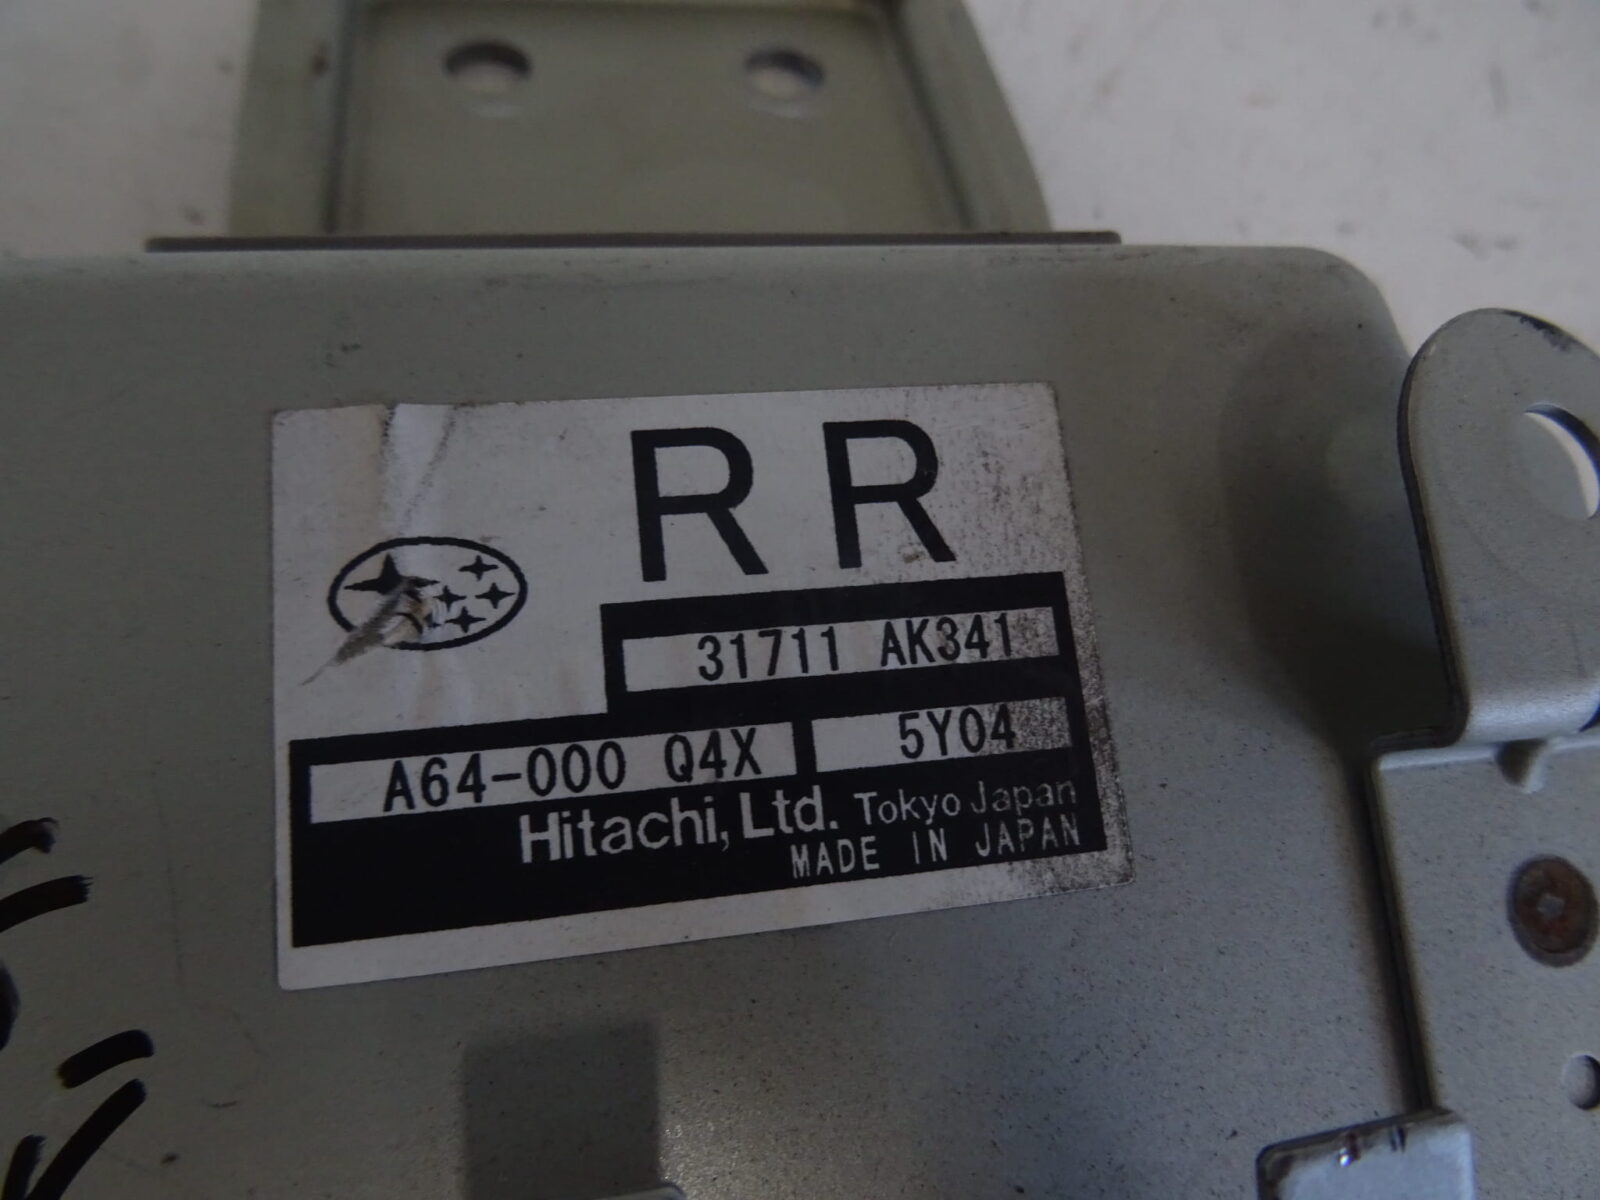 RR
31711 AK341
A64-000 Q4X 5Y04
Hitachi, Ltd. Tokyo Japan
MADE IN JAPAN